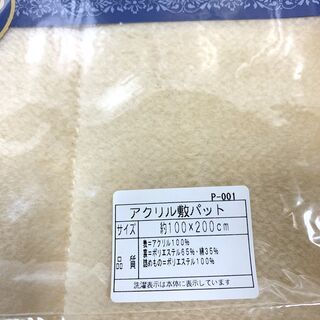 P-001
アクリル敷パット
サイズ 約100×200cm
品質 表=アクリル100%
裏=ポリエステル65%・綿35%
詰めもの=ポリエステル100%
洗濯表示は本体に表示しています